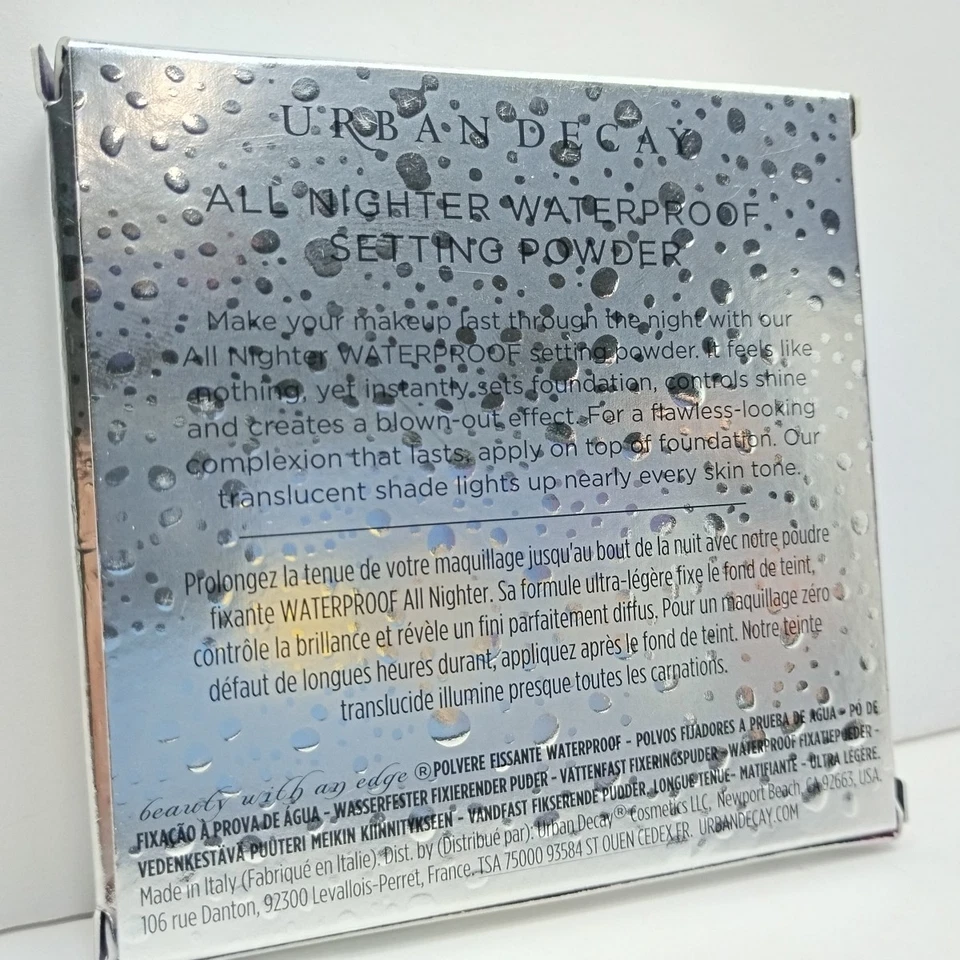 URBAN DECAY
ALL NIGHTER WATERPROOF
SETTING POWDER
Make your makeup last through the night with our
All Nighter WATERPROOF setting powder. It feels like
nothing, yet instantly sets foundation, controls shine
and creates a blown-out effect. For a flawless-looking
complexion that lasts, apply on top of foundation. Our
translucent shade lights up nearly every skin tone.
Prolongez la tenue de votre maquillage jusqu'au bout de la nuit avec notre poudre
fixante WATERPROOF All Nighter. Sa formule ultra-légère fixe le fond de teint,
contrôle la brillance et révèle un fini parfaitement diffus. Pour un maquillage zéro
défaut de longues heures durant, appliquez après le fond de teint. Notre teinte
translucide illumine presque toutes les carnations.
beauty with an edge ® POLVERE FISSANTE WATERPROOF - POLVOS FIJADORES A PRUEBA DE AGUA - PÓ DE
FIXAÇÃO À PROVA DE ÁGUA - WASSERFESTER FIXIERENDER PUDER - VATTENFAST FIXERINGSPUDER - WATERPROOF FIXATIEPOEDER -
VEDENKESTÄVÄ PUUTERI MEIKIN KIINNITYKSEEN - VANDFAST FIKSERENDE PUDDER. LONGUE TENUE - MATIFIANTE - ULTRA LÉGÈRE.
Made in Italy (Fabriqué en Italie). Dist. by (Distribué par): Urban Decay® Cosmetics LLC, Newport Beach, CA 92663, USA.
106 rue Danton, 92300 Levallois-Perret, France. TSA 75000 93584 ST OUEN CEDEX FR. URBANDECAY.COM